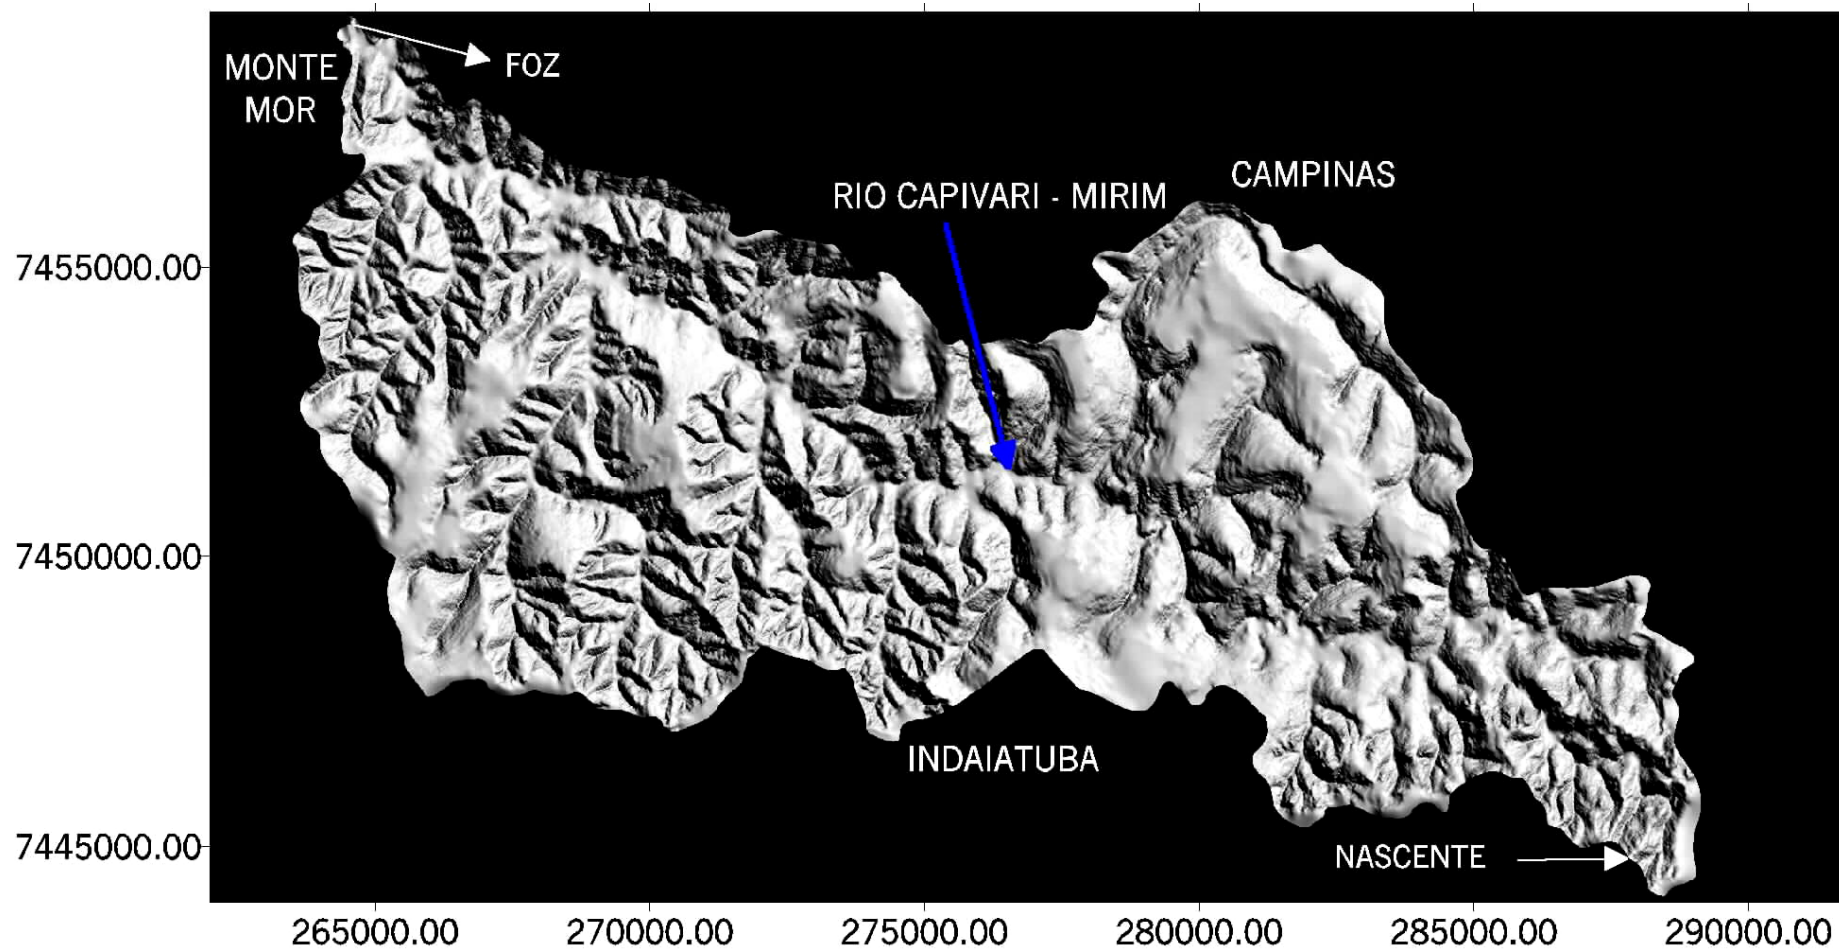 FOZ
MONTE
MOR
CAMPINAS
RIO CAPIVARI - MIRIM
7455000.00
7450000.00
INDAIATUBA
7445000.00
NASCENTE
265000.00 270000.00 275000.00 280000.00 285000.00 290000.00